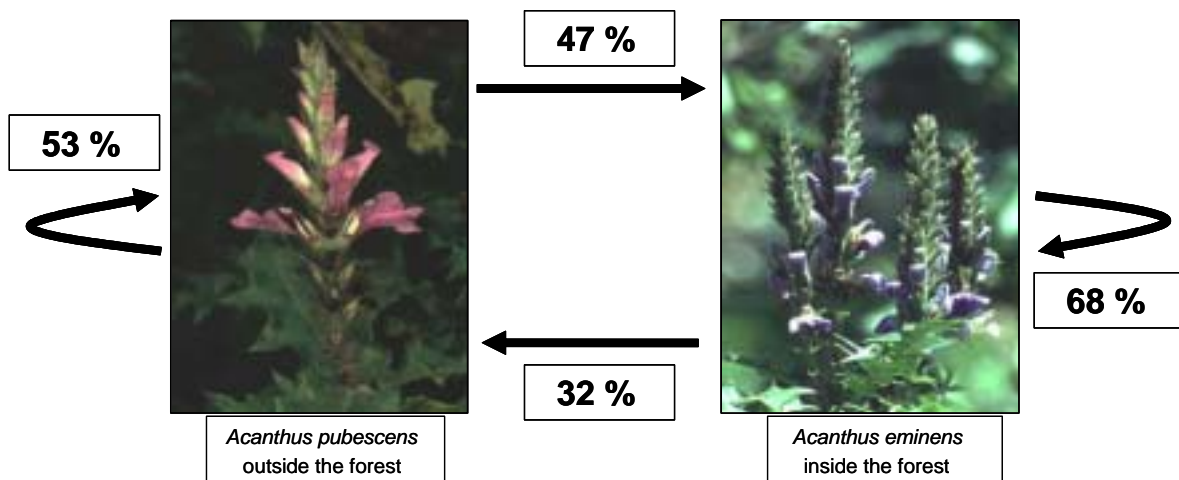 47 %
53 %
68 %
32 %
Acanthus pubescens
outside the forest
Acanthus eminens
inside the forest